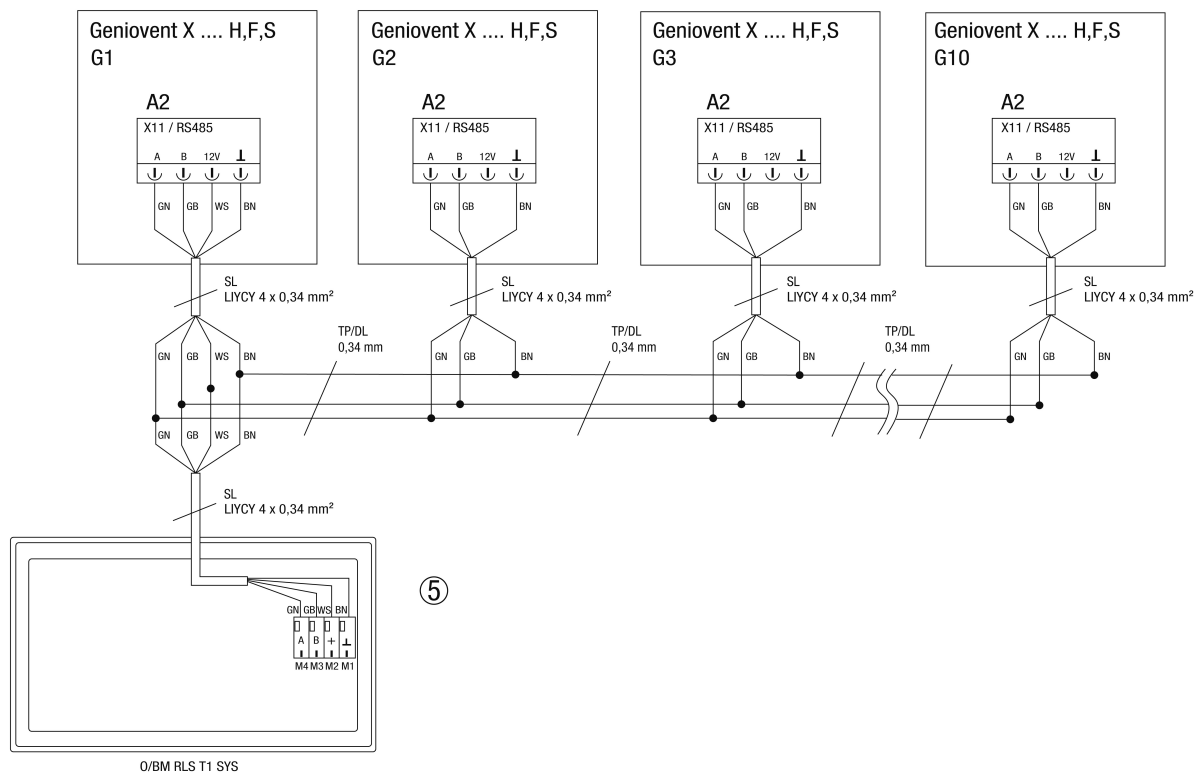 Geniovent X .... H,F,S
G1
A2
X11 / RS485
A B 12V
GN GB WS BN
SL
LIYCY 4 x 0,34 mm²
Geniovent X .... H,F,S
G2
A2
X11 / RS485
A B 12V
GN GB BN
SL
LIYCY 4 x 0,34 mm²
Geniovent X .... H,F,S
G3
A2
X11 / RS485
A B 12V
GN GB BN
SL
LIYCY 4 x 0,34 mm²
Geniovent X .... H,F,S
G10
A2
X11 / RS485
A B 12V
GN GB BN
SL
LIYCY 4 x 0,34 mm²
GN GB WS BN
TP/DL
0,34 mm
GN GB BN
TP/DL
0,34 mm
GN GB BN
TP/DL
0,34 mm
GN GB BN
GN GB WS BN
SL
LIYCY 4 x 0,34 mm²
⑤
GN GB WS BN
A B +
M4 M3 M2 M1
O/BM RLS T1 SYS